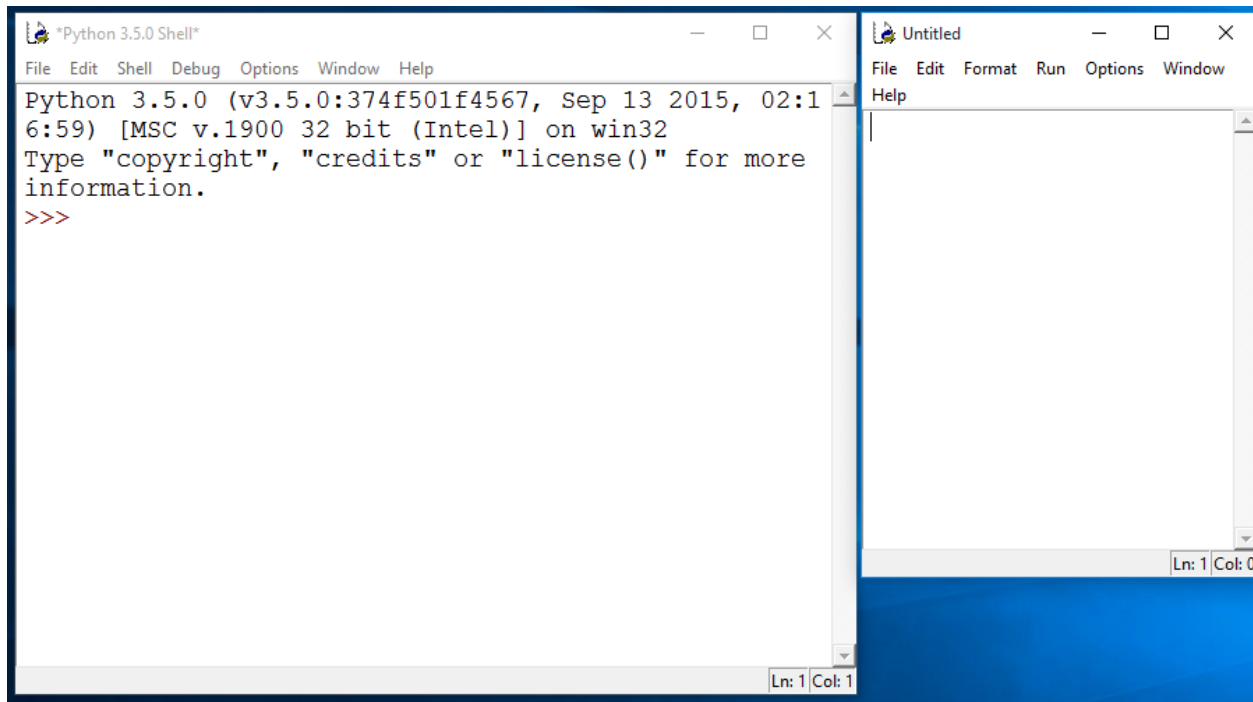 *Python 3.5.0 Shell*
File Edit Shell Debug Options Window Help
Python 3.5.0 (v3.5.0:374f501f4567, Sep 13 2015, 02:1
6:59) [MSC v.1900 32 bit (Intel)] on win32
Type "copyright", "credits" or "license()" for more
information.
>>>
Ln: 1 Col: 1
Untitled
File Edit Format Run Options Window
Help
Ln: 1 Col: 0